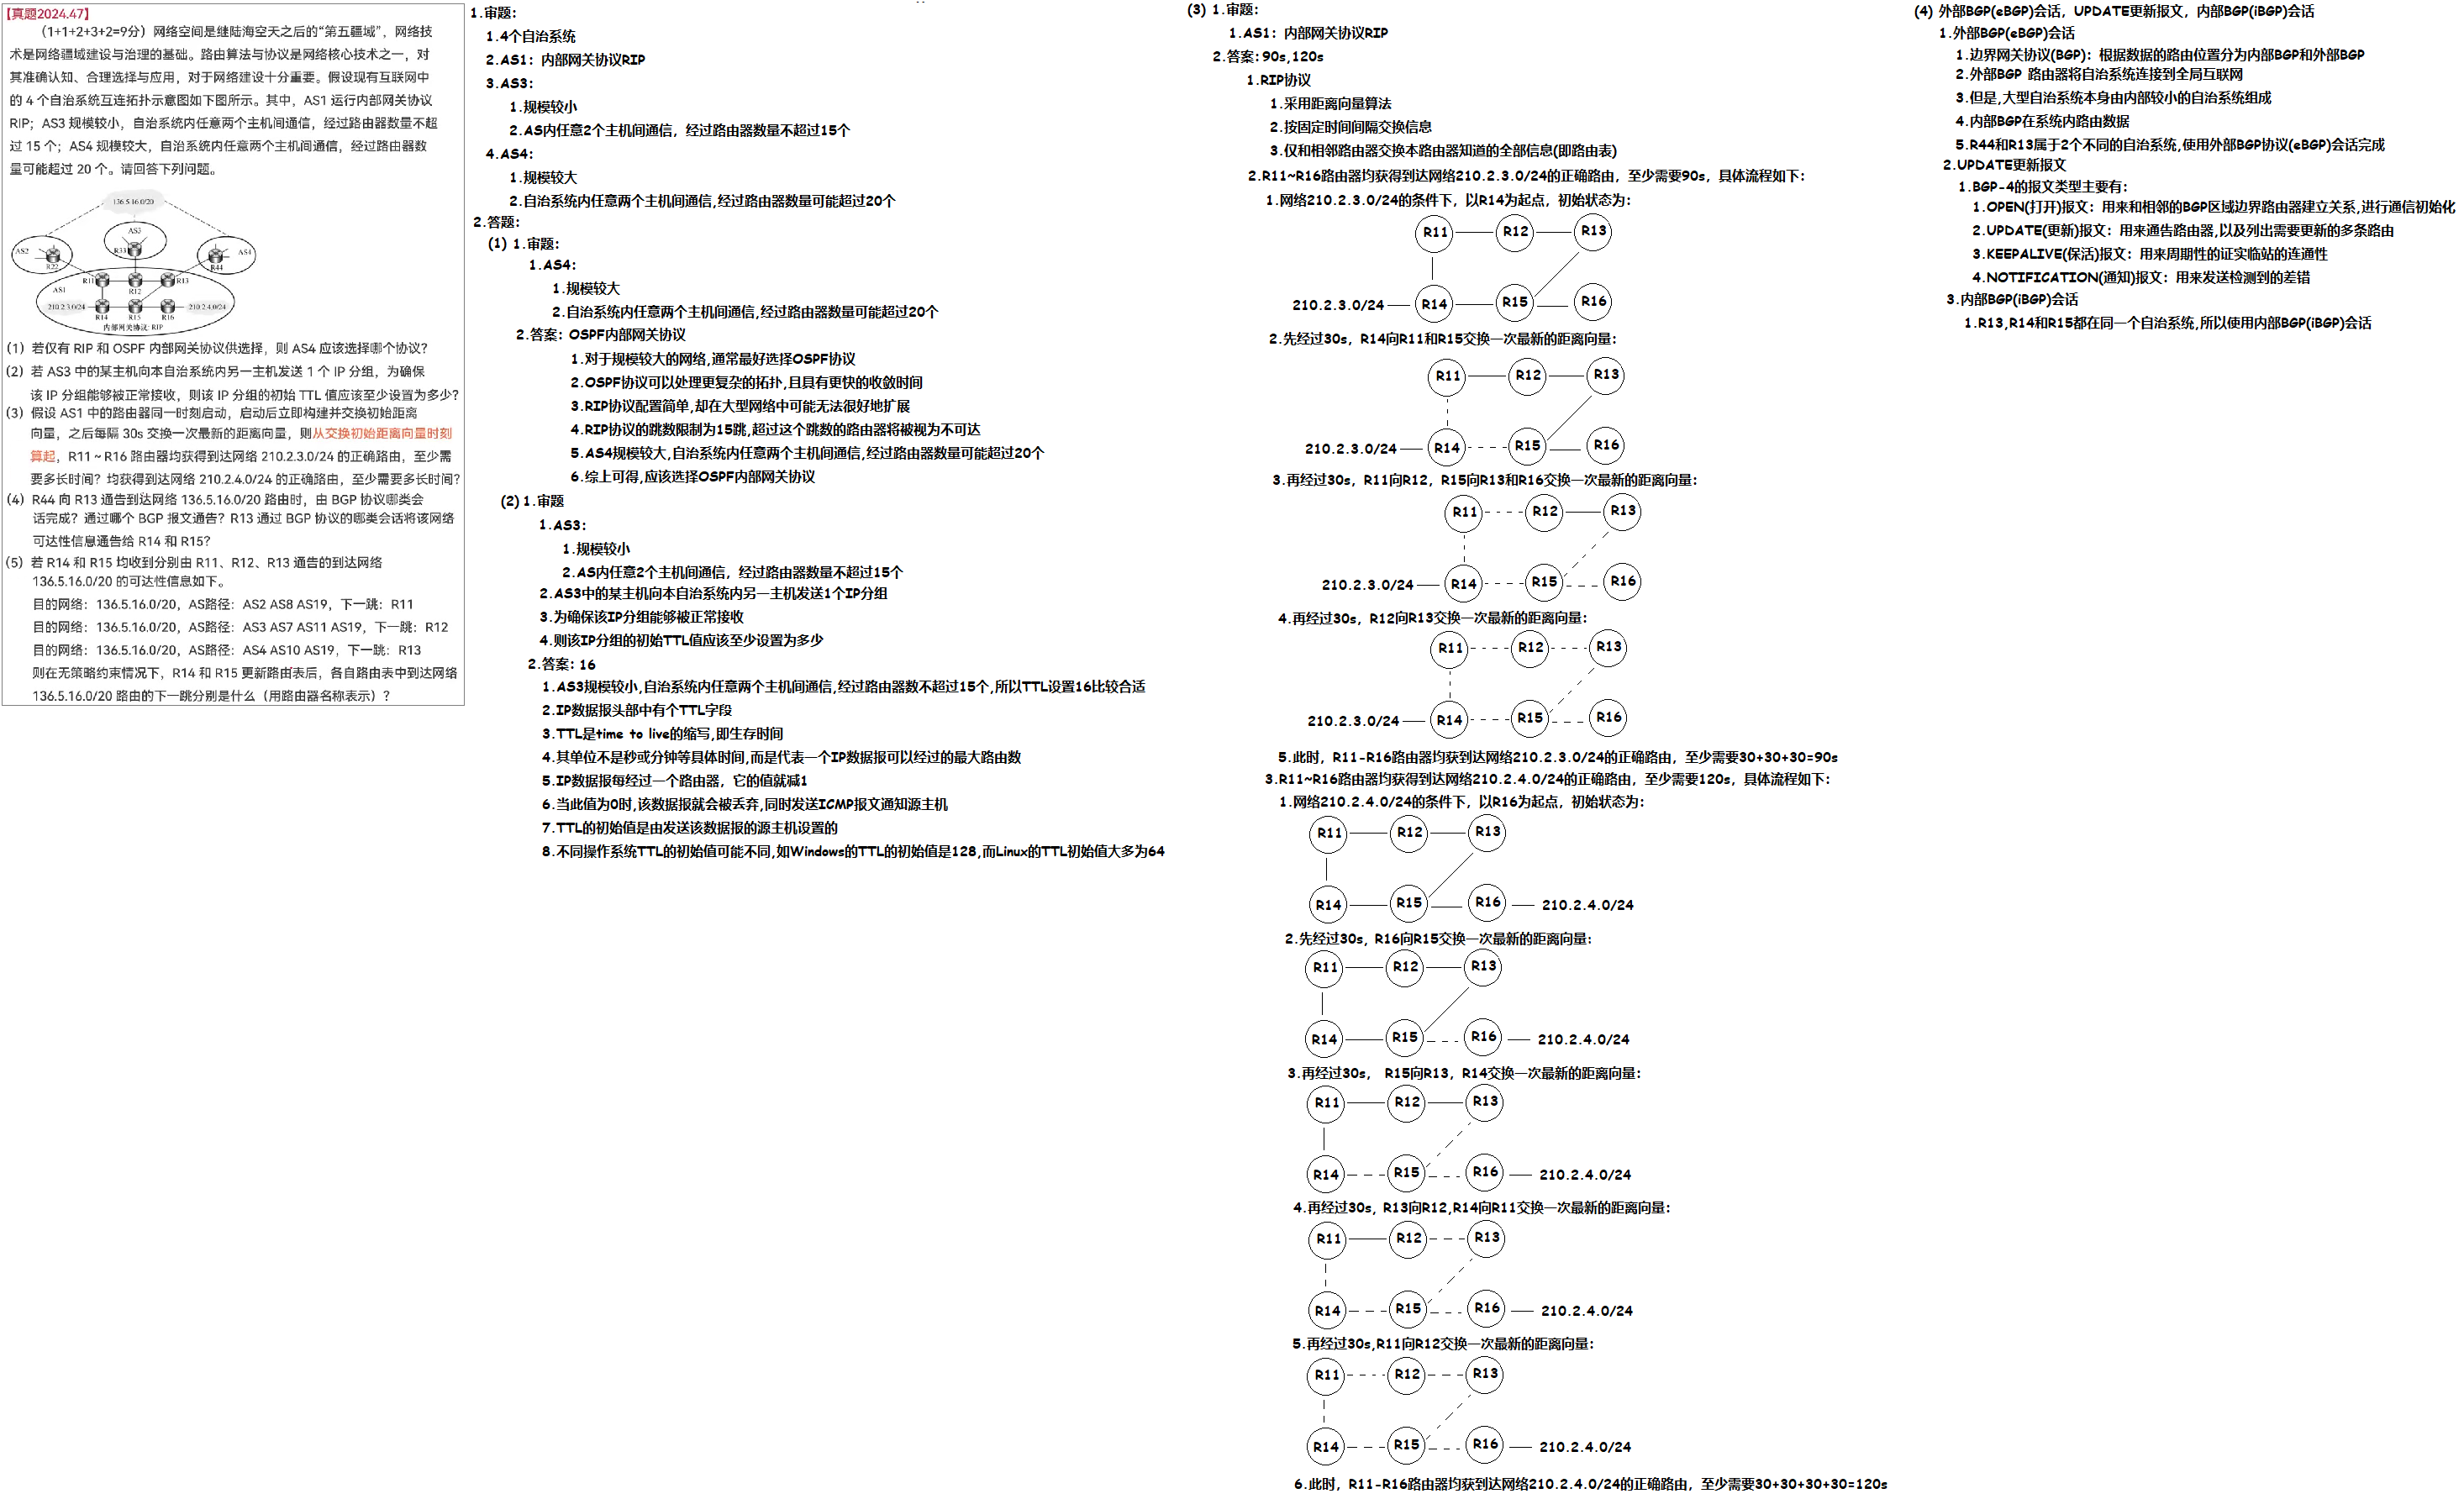 【真题2024.47】
（1+1+2+3+2=9分）网络空间是继陆海空天之后的“第五疆域”，网络技
术是网络疆域建设与治理的基础。路由算法与协议是网络核心技术之一，对
其准确认知、合理选择与应用，对于网络建设十分重要。假设现有互联网中
的 4 个自治系统互连拓扑示意图如下图所示。其中，AS1 运行内部网关协议
RIP；AS3 规模较小，自治系统内任意两个主机间通信，经过路由器数量不超
过 15 个；AS4 规模较大，自治系统内任意两个主机间通信，经过路由器数
量可能超过 20 个。请回答下列问题。
136.5.16.0/20
AS3
AS2
R33
AS4
R22
R44
R11
R13
AS1
R12
210.2.3.0/24
210.2.4.0/24
R14 R15 R16
内部网关协议: RIP
(1) 若仅有 RIP 和 OSPF 内部网关协议供选择，则 AS4 应该选择哪个协议？
(2) 若 AS3 中的某主机向本自治系统内另一主机发送 1 个 IP 分组，为确保
该 IP 分组能够被正常接收，则该 IP 分组的初始 TTL 值应该至少设置为多少?
(3) 假设 AS1 中的路由器同一时刻启动，启动后立即构建并交换初始距离
向量，之后每隔 30s 交换一次最新的距离向量，则从交换初始距离向量时刻
算起，R11 ~ R16 路由器均获得到达网络 210.2.3.0/24 的正确路由，至少需
要多长时间？均获得到达网络 210.2.4.0/24 的正确路由，至少需要多长时间?
(4) R44 向 R13 通告到达网络 136.5.16.0/20 路由时，由 BGP 协议哪类会
话完成？通过哪个 BGP 报文通告？R13 通过 BGP 协议的哪类会话将该网络
可达性信息通告给 R14 和 R15?
(5) 若 R14 和 R15 均收到分别由 R11、R12、R13 通告的到达网络
136.5.16.0/20 的可达性信息如下。
目的网络：136.5.16.0/20，AS路径：AS2 AS8 AS19，下一跳：R11
目的网络：136.5.16.0/20，AS路径：AS3 AS7 AS11 AS19，下一跳：R12
目的网络：136.5.16.0/20，AS路径：AS4 AS10 AS19，下一跳：R13
则在无策略约束情况下，R14 和 R15 更新路由表后，各自路由表中到达网络
136.5.16.0/20 路由的下一跳分别是什么（用路由器名称表示）?
1.审题:
1.4个自治系统
2.AS1: 内部网关协议RIP
3.AS3:
1.规模较小
2.AS内任意2个主机间通信，经过路由器数量不超过15个
4.AS4:
1.规模较大
2.自治系统内任意两个主机间通信,经过路由器数量可能超过20个
2.答题:
(1) 1.审题:
1.AS4:
1.规模较大
2.自治系统内任意两个主机间通信,经过路由器数量可能超过20个
2.答案: OSPF内部网关协议
1.对于规模较大的网络,通常最好选择OSPF协议
2.OSPF协议可以处理更复杂的拓扑,且具有更快的收敛时间
3.RIP协议配置简单,却在大型网络中可能无法很好地扩展
4.RIP协议的跳数限制为15跳,超过这个跳数的路由器将被视为不可达
5.AS4规模较大,自治系统内任意两个主机间通信,经过路由器数量可能超过20个
6.综上可得,应该选择OSPF内部网关协议
(2) 1.审题
1.AS3:
1.规模较小
2.AS内任意2个主机间通信，经过路由器数量不超过15个
2.AS3中的某主机向本自治系统内另一主机发送1个IP分组
3.为确保该IP分组能够被正常接收
4.则该IP分组的初始TTL值应该至少设置为多少
2.答案: 16
1.AS3规模较小,自治系统内任意两个主机间通信,经过路由器数不超过15个,所以TTL设置16比较合适
2.IP数据报头部中有个TTL字段
3.TTL是time to live的缩写,即生存时间
4.其单位不是秒或分钟等具体时间,而是代表一个IP数据报可以经过的最大路由数
5.IP数据报每经过一个路由器，它的值就减1
6.当此值为0时,该数据报就会被丢弃,同时发送ICMP报文通知源主机
7.TTL的初始值是由发送该数据报的源主机设置的
8.不同操作系统TTL的初始值可能不同,如Windows的TTL的初始值是128,而Linux的TTL初始值大多为64
(3) 1.审题:
1.AS1: 内部网关协议RIP
2.答案: 90s,120s
1.RIP协议
1.采用距离向量算法
2.按固定时间间隔交换信息
3.仅和相邻路由器交换本路由器知道的全部信息(即路由表)
2.R11~R16路由器均获得到达网络210.2.3.0/24的正确路由，至少需要90s，具体流程如下:
1.网络210.2.3.0/24的条件下，以R14为起点，初始状态为:
R11 R12 R13
210.2.3.0/24 R14 R15 R16
2.先经过30s，R14向R11和R15交换一次最新的距离向量:
R11 R12 R13
210.2.3.0/24 R14 R15 R16
3.再经过30s，R11向R12，R15向R13和R16交换一次最新的距离向量:
R11 R12 R13
210.2.3.0/24 R14 R15 R16
4.再经过30s，R12向R13交换一次最新的距离向量:
R11 R12 R13
210.2.3.0/24 R14 R15 R16
5.此时，R11-R16路由器均获到达网络210.2.3.0/24的正确路由，至少需要30+30+30=90s
3.R11~R16路由器均获得到达网络210.2.4.0/24的正确路由，至少需要120s，具体流程如下:
1.网络210.2.4.0/24的条件下，以R16为起点，初始状态为:
R11 R12 R13
R14 R15 R16 210.2.4.0/24
2.先经过30s, R16向R15交换一次最新的距离向量:
R11 R12 R13
R14 R15 R16 210.2.4.0/24
3.再经过30s， R15向R13，R14交换一次最新的距离向量:
R11 R12 R13
R14 R15 R16 210.2.4.0/24
4.再经过30s, R13向R12,R14向R11交换一次最新的距离向量:
R11 R12 R13
R14 R15 R16 210.2.4.0/24
5.再经过30s,R11向R12交换一次最新的距离向量:
R11 R12 R13
R14 R15 R16 210.2.4.0/24
6.此时，R11-R16路由器均获到达网络210.2.4.0/24的正确路由，至少需要30+30+30+30=120s
(4) 外部BGP(eBGP)会话，UPDATE更新报文，内部BGP(iBGP)会话
1.外部BGP(eBGP)会话
1.边界网关协议(BGP): 根据数据的路由位置分为内部BGP和外部BGP
2.外部BGP 路由器将自治系统连接到全局互联网
3.但是,大型自治系统本身由内部较小的自治系统组成
4.内部BGP在系统内路由数据
5.R44和R13属于2个不同的自治系统,使用外部BGP协议(eBGP)会话完成
2.UPDATE更新报文
1.BGP-4的报文类型主要有:
1.OPEN(打开)报文: 用来和相邻的BGP区域边界路由器建立关系,进行通信初始化
2.UPDATE(更新)报文: 用来通告路由器,以及列出需要更新的多条路由
3.KEEPALIVE(保活)报文: 用来周期性的证实临站的连通性
4.NOTIFICATION(通知)报文: 用来发送检测到的差错
3.内部BGP(iBGP)会话
1.R13,R14和R15都在同一个自治系统,所以使用内部BGP(iBGP)会话